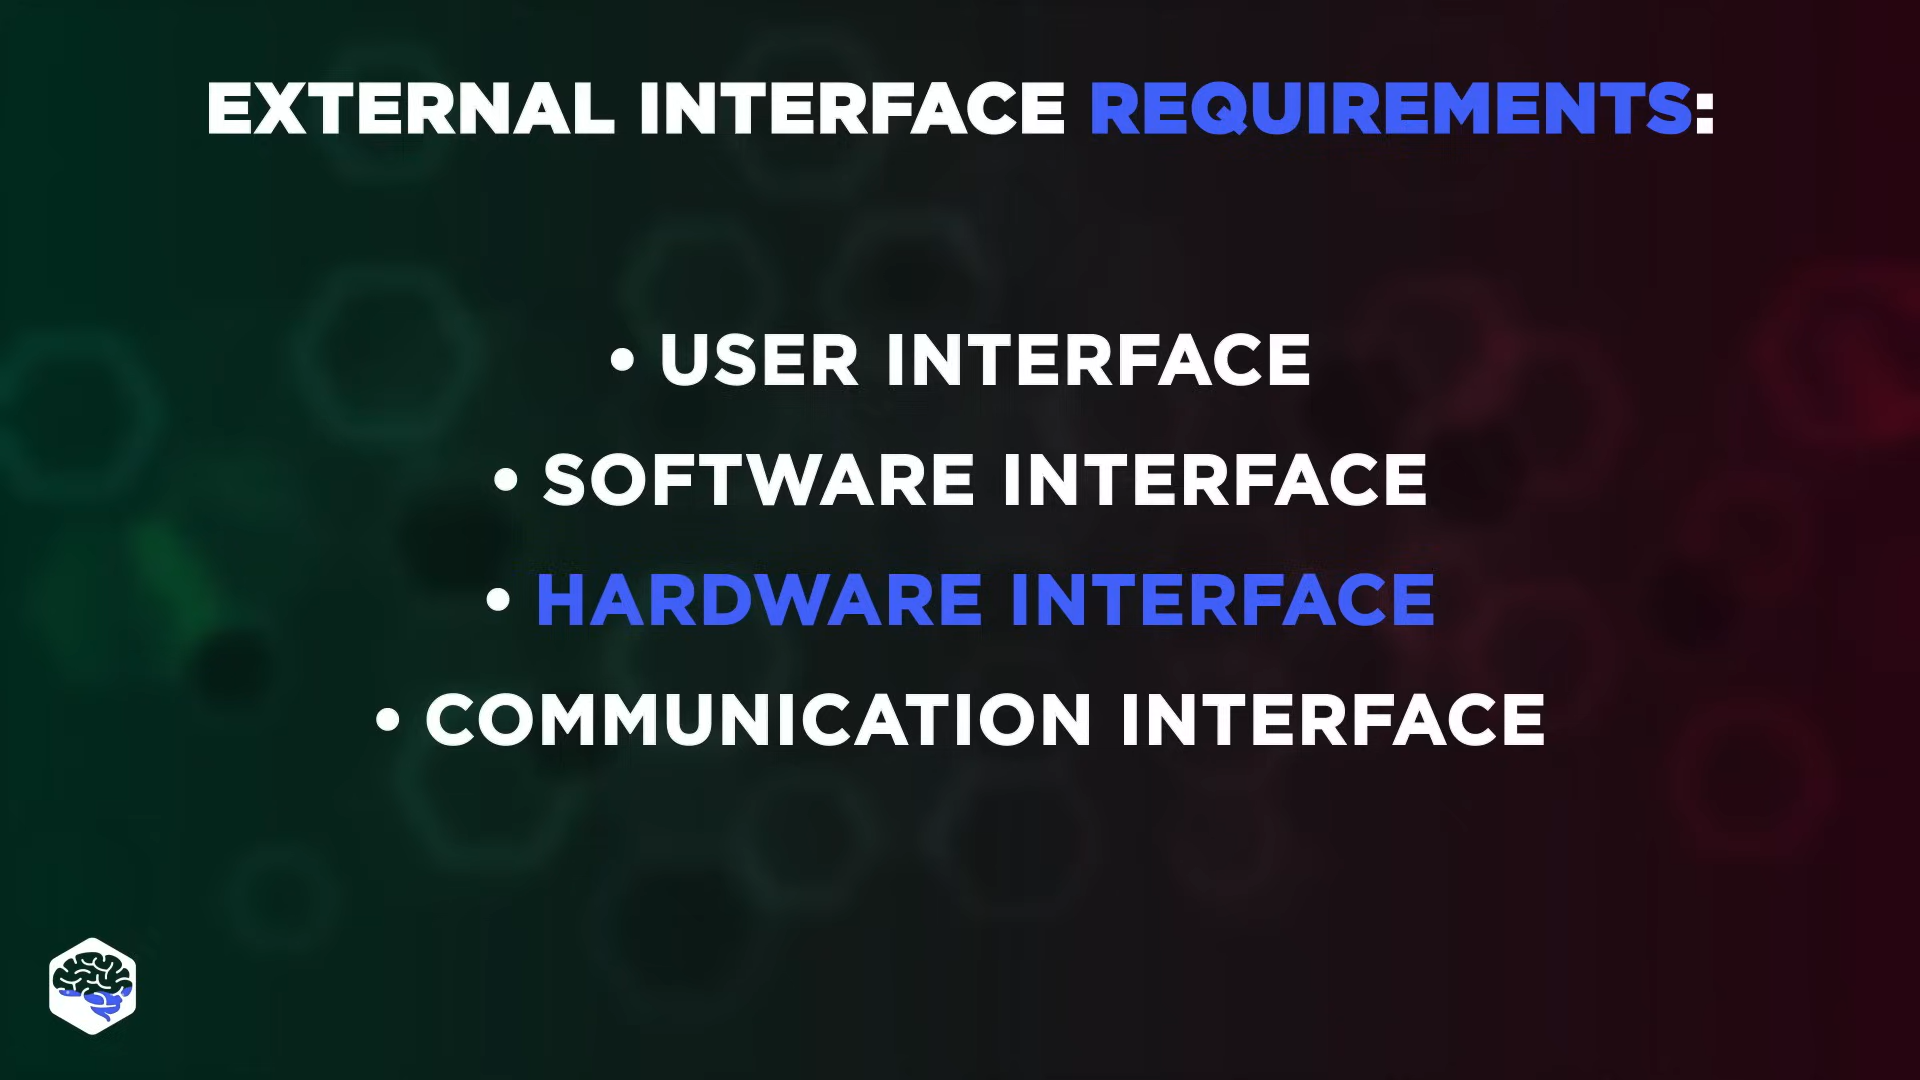 EXTERNAL INTERFACE REQUIREMENTS:
• USER INTERFACE
• SOFTWARE INTERFACE
• HARDWARE INTERFACE
• COMMUNICATION INTERFACE